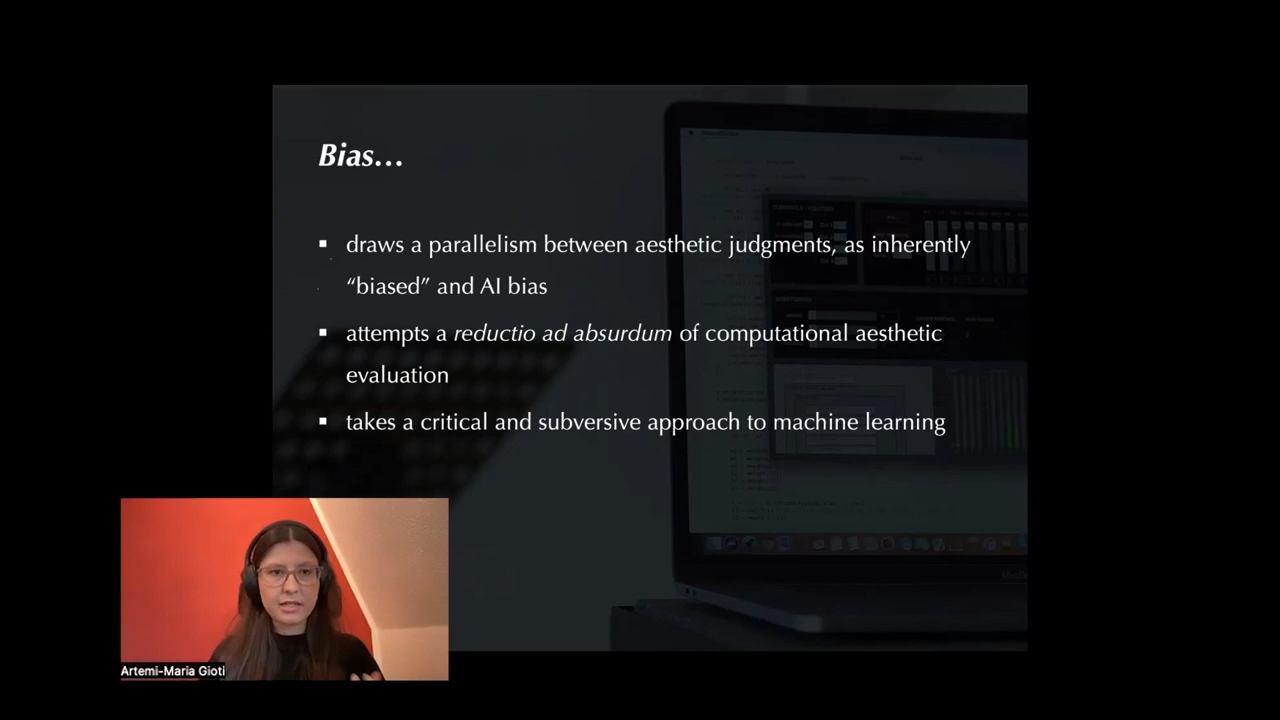 Bias…
▪ draws a parallelism between aesthetic judgments, as inherently
“biased” and AI bias
▪ attempts a reductio ad absurdum of computational aesthetic
evaluation
▪ takes a critical and subversive approach to machine learning
Artemi-Maria Gioti